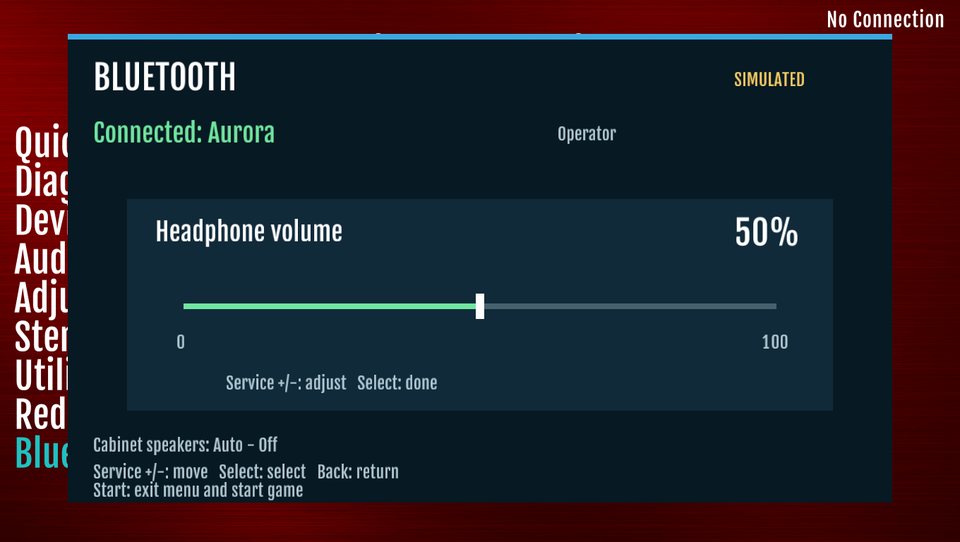 No Connection
BLUETOOTH
SIMULATED
Connected: Aurora
Operator
Headphone volume
50%
0
100
Service +/-: adjust Select: done
Cabinet speakers: Auto - Off
Service +/-: move Select: select Back: return
Start: exit menu and start game